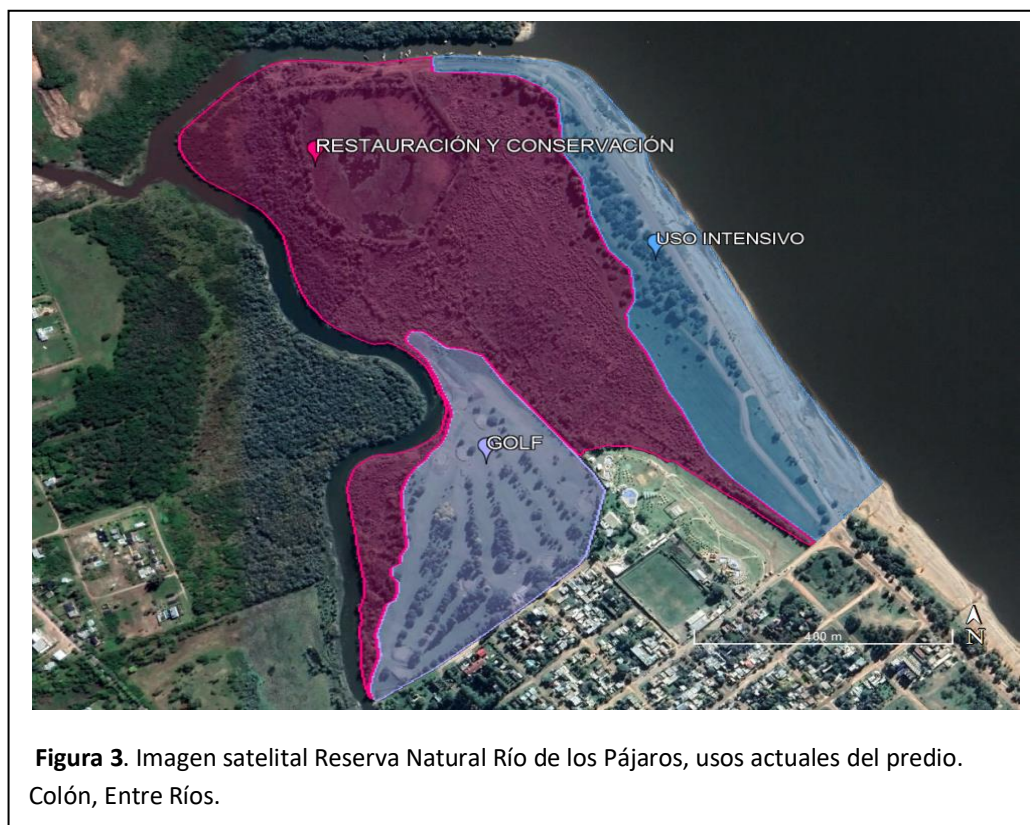 RESTAURACIÓN Y CONSERVACIÓN
USO INTENSIVO
GOLF
400 m
N
Figura 3. Imagen satelital Reserva Natural Río de los Pájaros, usos actuales del predio.
Colón, Entre Ríos.